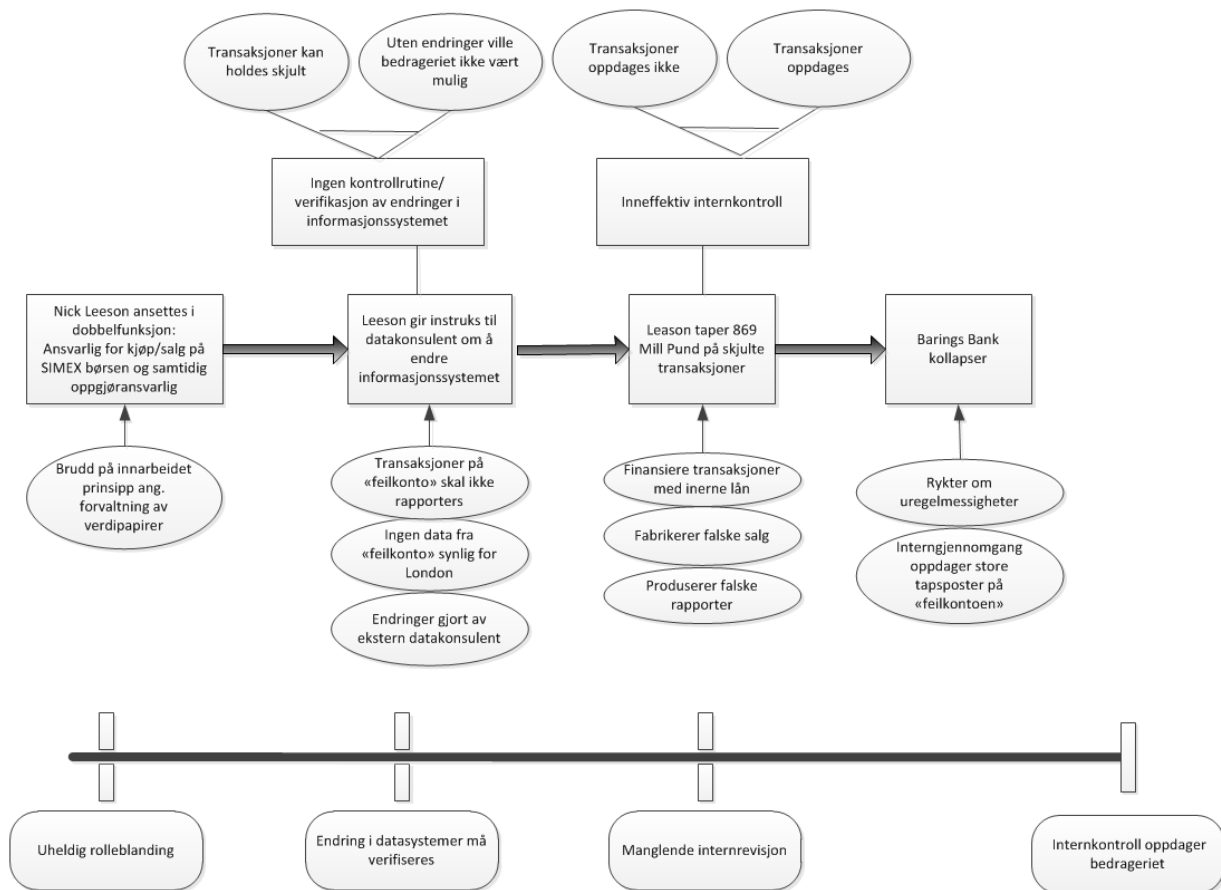 Transaksjoner kan
holdes skjult
Uten endringer ville
bedrageriet ikke vært
mulig
Transaksjoner
oppdages ikke
Transaksjoner
oppdages
Ingen kontrollrutine/
verifikasjon av endringer i
informasjonssystemet
Inneffektiv internkontroll
Nick Leeson ansettes i
dobbelfunksjon:
Ansvarlig for kjøp/salg på
SIMEX børsen og samtidig
oppgjøransvarlig
Leeson gir instruks til
datakonsulent om å
endre
informasjonssystemet
Leason taper 869
Mill Pund på skjulte
transaksjoner
Barings Bank
kollapser
Brudd på innarbeidet
prinsipp ang.
forvaltning av
verdipapirer
Transaksjoner på
«feilkonto» skal ikke
rapporters
Ingen data fra
«feilkonto» synlig for
London
Endringer gjort av
ekstern datakonsulent
Finansiere transaksjoner
med inerne lån
Fabrikerer falske salg
Produserer falske
rapporter
Rykter om
uregelmessigheter
Interngjennomgang
oppdager store
tapsposter på
«feilkontoen»
Uheldig rolleblanding
Endring i datasystemer må
verifiseres
Manglende internrevisjon
Internkontroll oppdager
bedrageriet